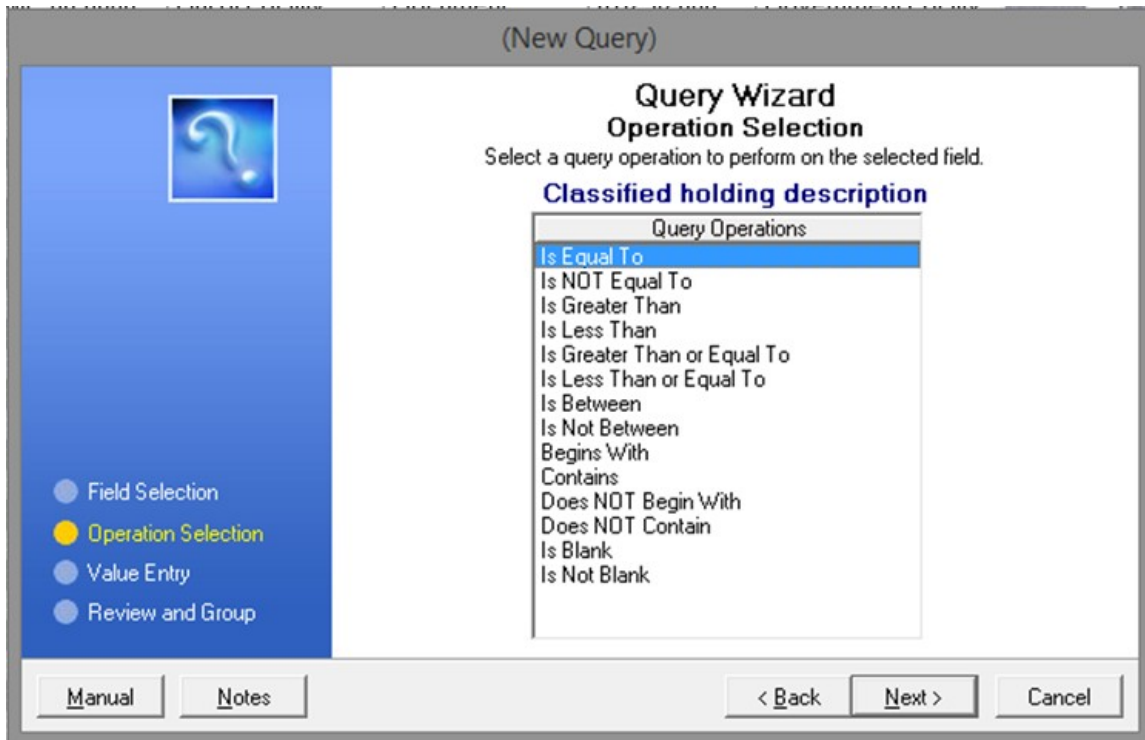 (New Query)
Query Wizard
Operation Selection
Select a query operation to perform on the selected field.
Classified holding description
Query Operations
Is Equal To
Is NOT Equal To
Is Greater Than
Is Less Than
Is Greater Than or Equal To
Is Less Than or Equal To
Is Between
Is Not Between
Begins With
Contains
Does NOT Begin With
Does NOT Contain
Is Blank
Is Not Blank
Field Selection
Operation Selection
Value Entry
Review and Group
Manual
Notes
< Back
Next >
Cancel